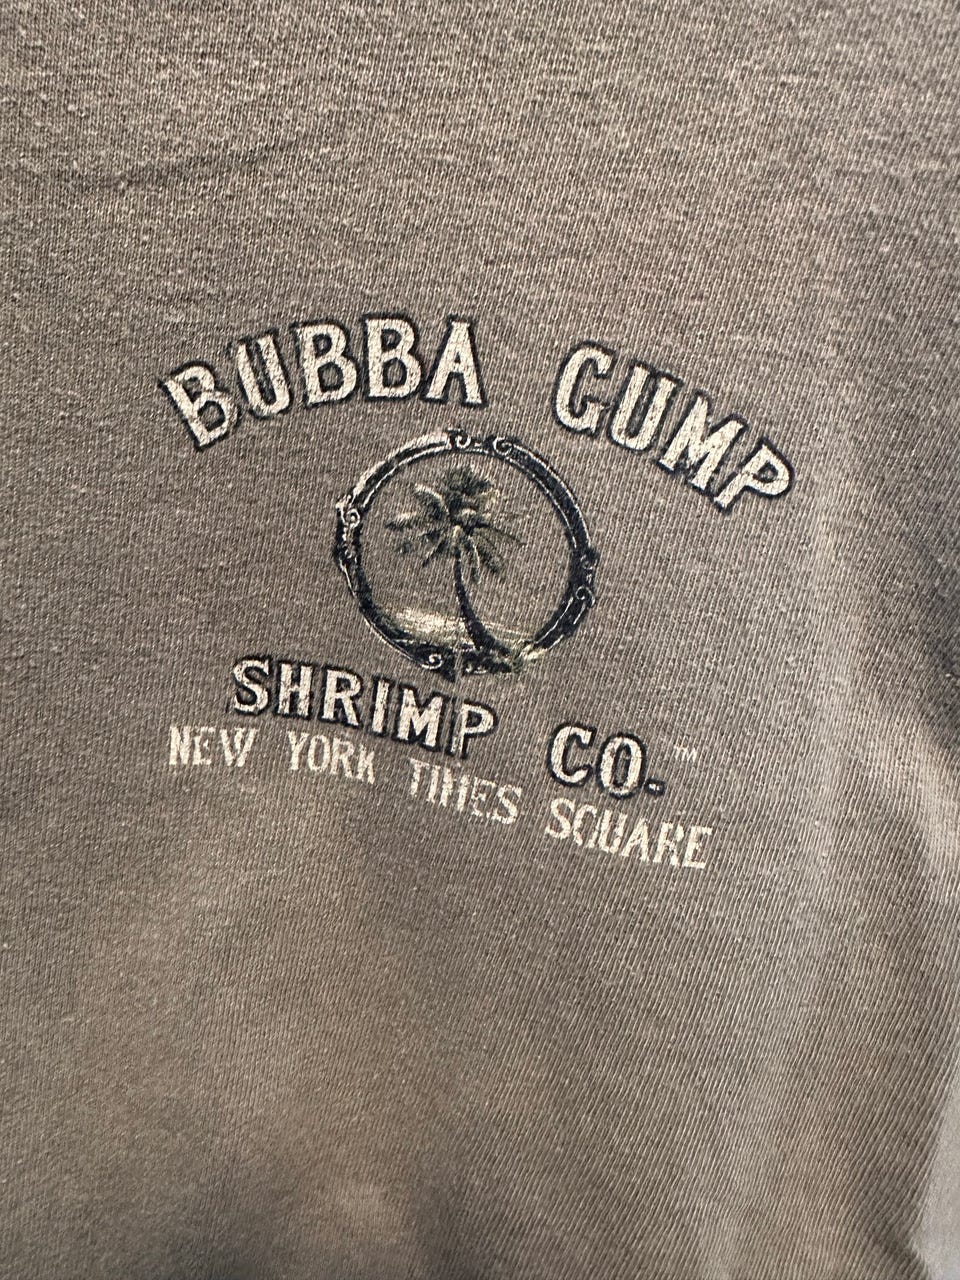 BUBBA GUMP
SHRIMP CO.™
NEW YORK TIMES SQUARE